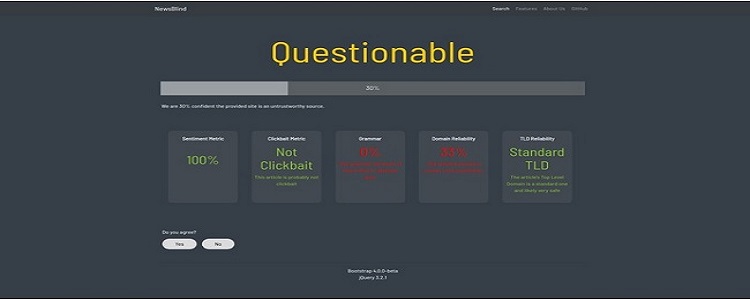 NewsBlind
Search Features About Us GitHub
Questionable
30%
We are 30% confident the provided site is an untrustworthy source.
Sentiment Metric
100%
Clickbait Metric
Not
Clickbait
This article is probably not
clickbait
Grammar
0%
Domain Reliability
33%
TLD Reliability
Standard
TLD
The article's Top Level
Domain is a standard one
and likely very safe
Do you agree?
Yes No
Bootstrap 4.0.0-beta
jQuery 3.2.1